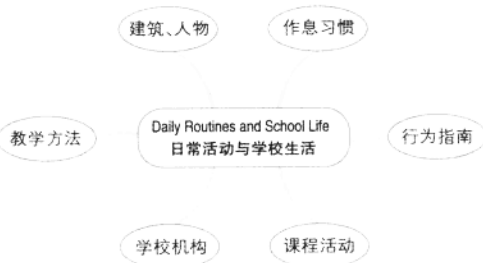 建筑、人物
作息习惯
教学方法
Daily Routines and School Life
日常活动与学校生活
行为指南
学校机构
课程活动